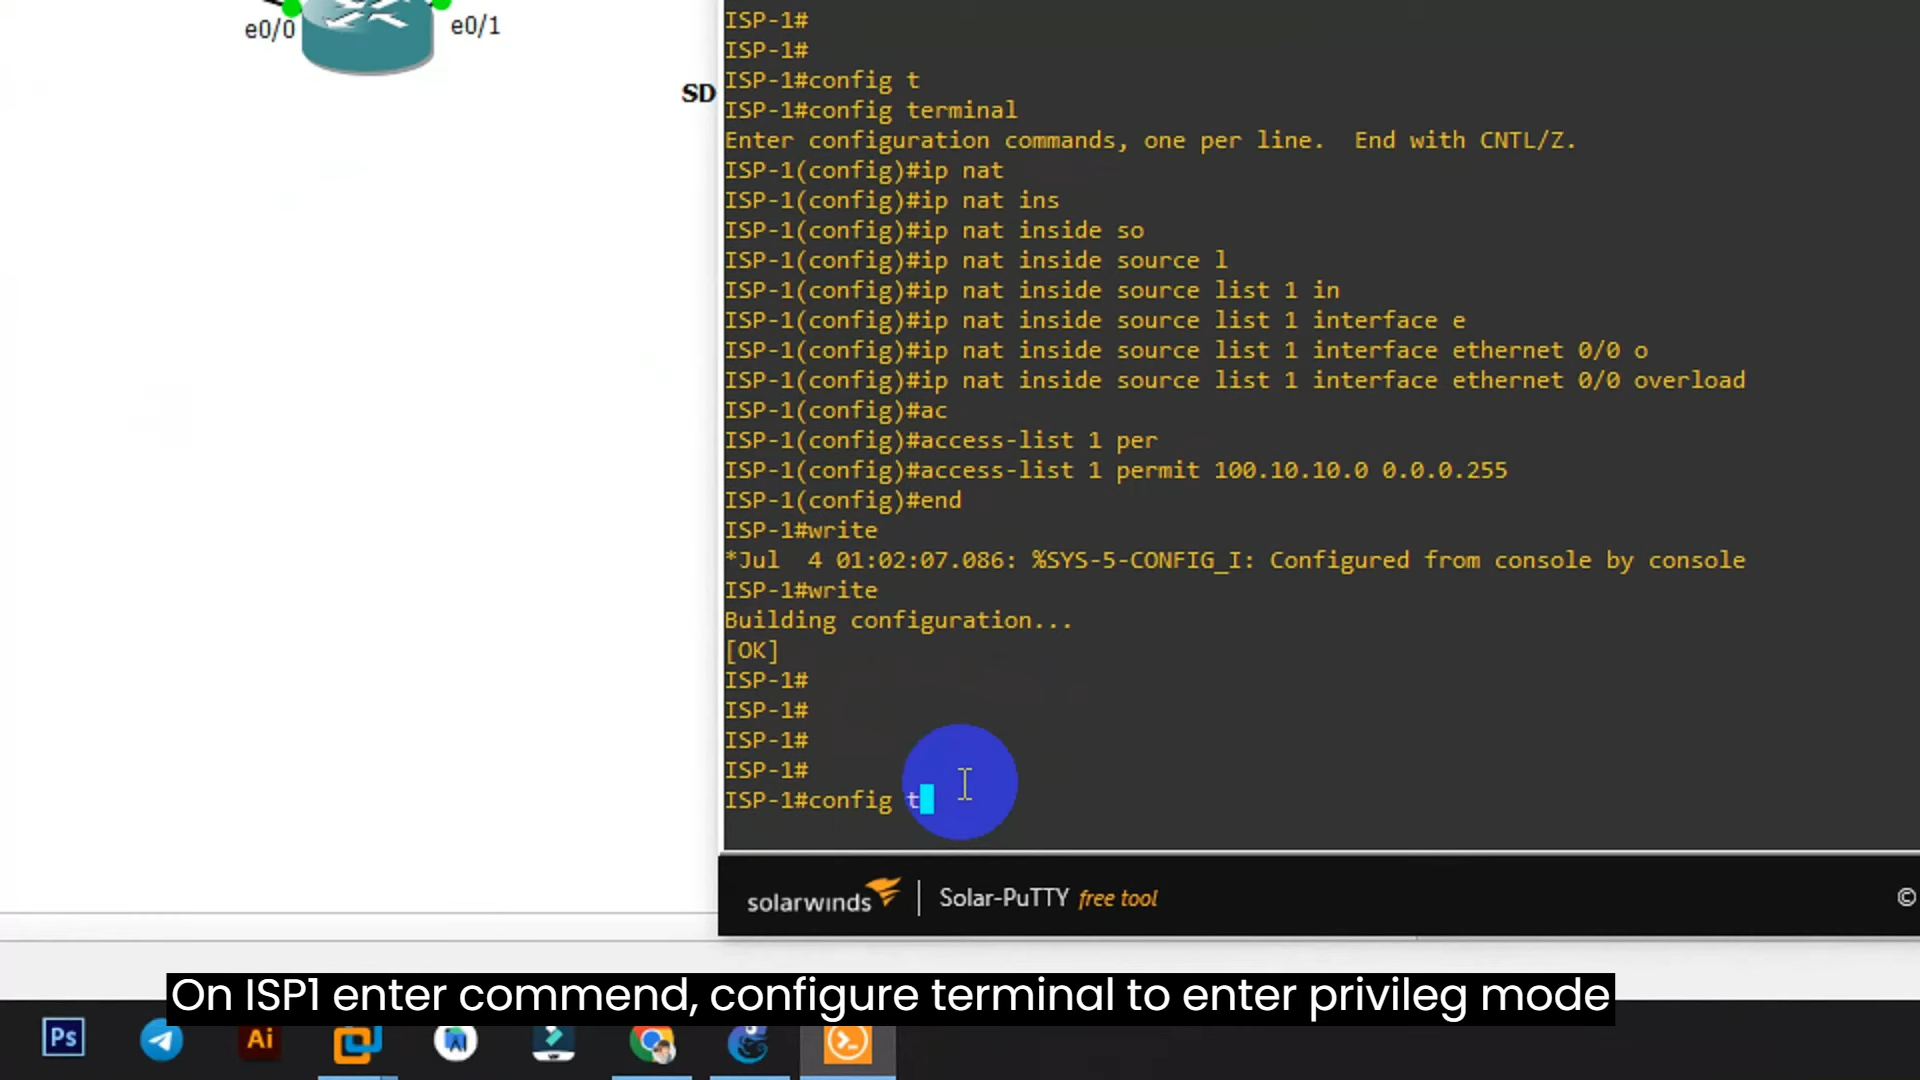 e0/0
e0/1
SD
ISP-1#
ISP-1#
ISP-1#config t
ISP-1#config terminal
Enter configuration commands, one per line.  End with CNTL/Z.
ISP-1(config)#ip nat
ISP-1(config)#ip nat ins
ISP-1(config)#ip nat inside so
ISP-1(config)#ip nat inside source l
ISP-1(config)#ip nat inside source list 1 in
ISP-1(config)#ip nat inside source list 1 interface e
ISP-1(config)#ip nat inside source list 1 interface ethernet 0/0 o
ISP-1(config)#ip nat inside source list 1 interface ethernet 0/0 overload
ISP-1(config)#ac
ISP-1(config)#access-list 1 per
ISP-1(config)#access-list 1 permit 100.10.10.0 0.0.0.255
ISP-1(config)#end
ISP-1#write
*Jul  4 01:02:07.086: %SYS-5-CONFIG_I: Configured from console by console
ISP-1#write
Building configuration...
[OK]
ISP-1#
ISP-1#
ISP-1#
ISP-1#
ISP-1#config t
solarwinds | Solar-PuTTY free tool
©
On ISP1 enter commend, configure terminal to enter privileg mode
Ps
Ai